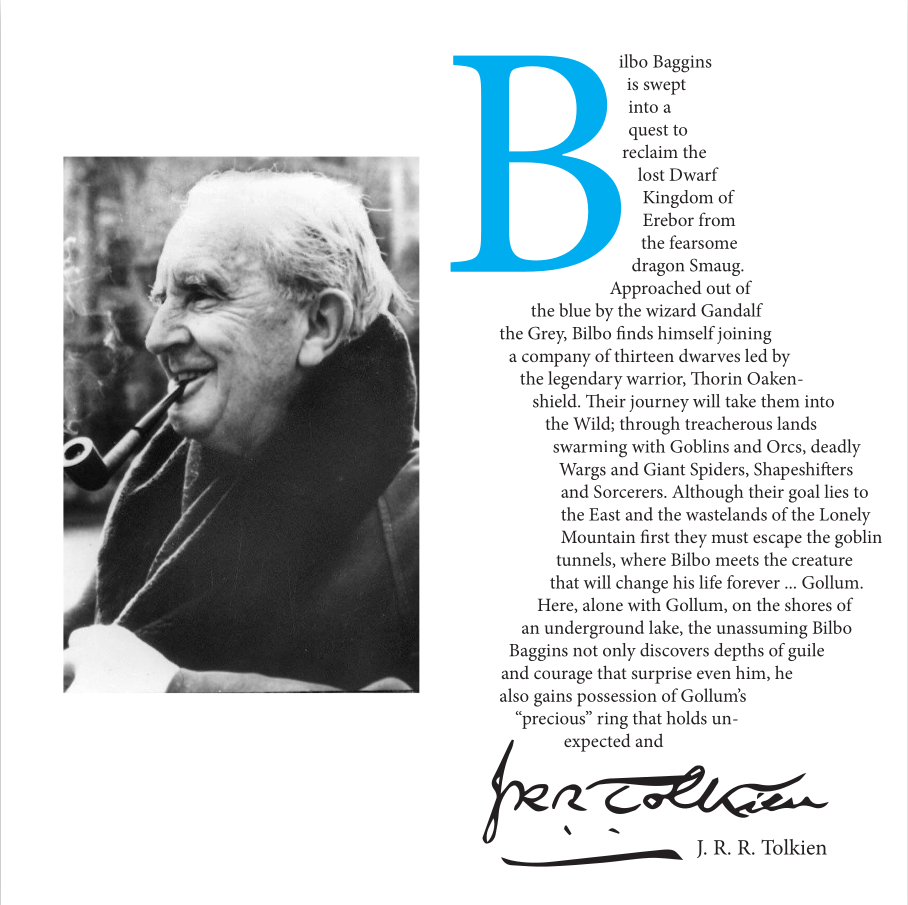 Bilbo Baggins
is swept
into a
quest to
reclaim the
lost Dwarf
Kingdom of
Erebor from
the fearsome
dragon Smaug.
Approached out of
the blue by the wizard Gandalf
the Grey, Bilbo finds himself joining
a company of thirteen dwarves led by
the legendary warrior, Thorin Oaken-
shield. Their journey will take them into
the Wild; through treacherous lands
swarming with Goblins and Orcs, deadly
Wargs and Giant Spiders, Shapeshifters
and Sorcerers. Although their goal lies to
the East and the wastelands of the Lonely
Mountain first they must escape the goblin
tunnels, where Bilbo meets the creature
that will change his life forever ... Gollum.
Here, alone with Gollum, on the shores of
an underground lake, the unassuming Bilbo
Baggins not only discovers depths of guile
and courage that surprise even him, he
also gains possession of Gollum’s
“precious” ring that holds un-
expected and
JRR Tolkien
J. R. R. Tolkien